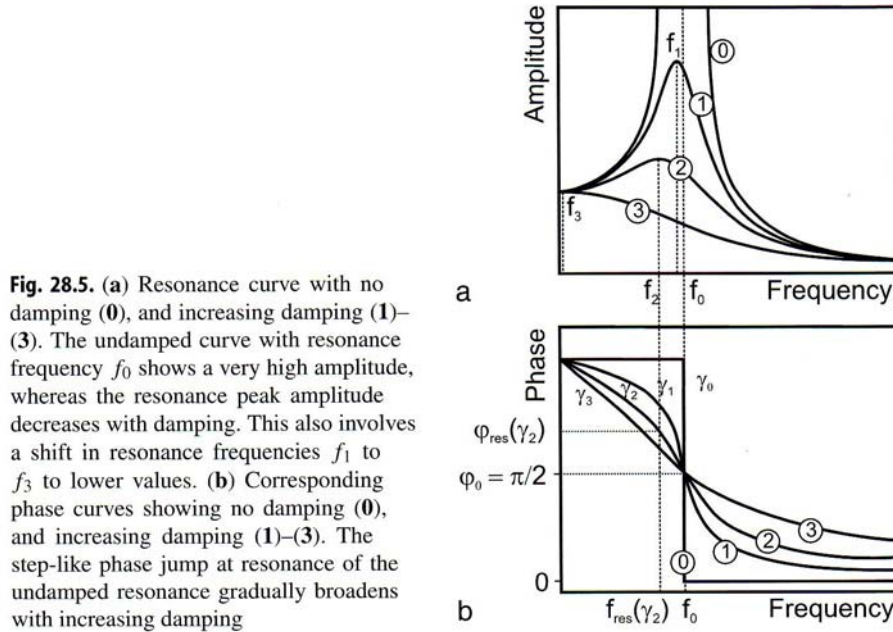 Amplitude
f₁
0
1
2
3
f₃
a
f₂
f₀
Frequency
Fig. 28.5. (a) Resonance curve with no
damping (0), and increasing damping (1)–
(3). The undamped curve with resonance
frequency f₀ shows a very high amplitude,
whereas the resonance peak amplitude
decreases with damping. This also involves
a shift in resonance frequencies f₁ to
f₃ to lower values. (b) Corresponding
phase curves showing no damping (0),
and increasing damping (1)–(3). The
step-like phase jump at resonance of the
undamped resonance gradually broadens
with increasing damping
Phase
γ₃
γ₂
γ₁
γ₀
φres(γ₂)
φ₀ = π/2
3
2
1
0
0
b
fres(γ₂)
f₀
Frequency